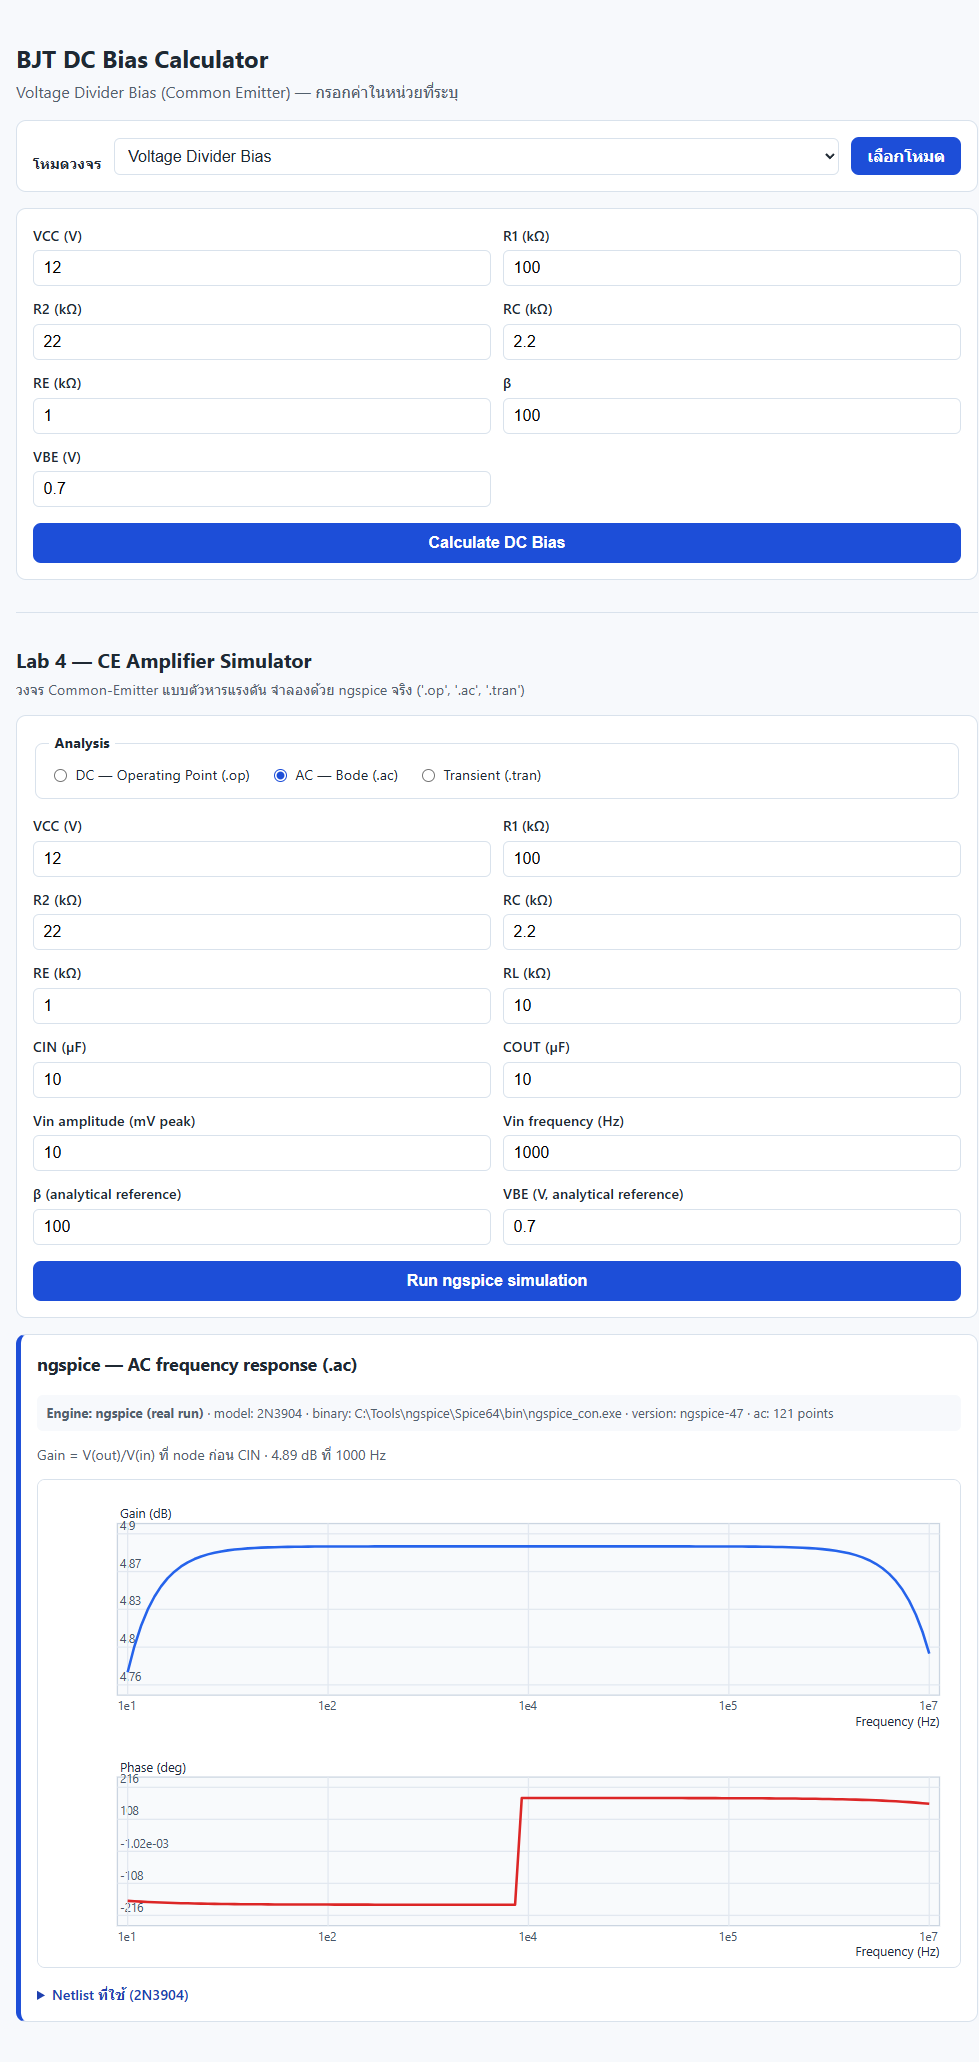 BJT DC Bias Calculator
Voltage Divider Bias (Common Emitter) — กรอกค่าในหน่วยที่ระบุ
โหมดวงจร
Voltage Divider Bias
เลือกโหมด
VCC (V)
R1 (kΩ)
12
100
R2 (kΩ)
RC (kΩ)
22
2.2
RE (kΩ)
β
1
100
VBE (V)
0.7
Calculate DC Bias
Lab 4 — CE Amplifier Simulator
วงจร Common-Emitter แบบตัวหารแรงดัน จำลองด้วย ngspice จริง ('.op', '.ac', '.tran')
Analysis
DC — Operating Point (.op)
AC — Bode (.ac)
Transient (.tran)
VCC (V)
R1 (kΩ)
12
100
R2 (kΩ)
RC (kΩ)
22
2.2
RE (kΩ)
RL (kΩ)
1
10
CIN (µF)
COUT (µF)
10
10
Vin amplitude (mV peak)
Vin frequency (Hz)
10
1000
β (analytical reference)
VBE (V, analytical reference)
100
0.7
Run ngspice simulation
ngspice — AC frequency response (.ac)
Engine: ngspice (real run) · model: 2N3904 · binary: C:\Tools\ngspice\Spice64\bin\ngspice_con.exe · version: ngspice-47 · ac: 121 points
Gain = V(out)/V(in) ที่ node ก่อน CIN · 4.89 dB ที่ 1000 Hz
Gain (dB)
4.9
4.87
4.83
4.8
4.76
1e1
1e2
1e4
1e5
1e7
Frequency (Hz)
Phase (deg)
216
108
-1.02e-03
-108
-216
1e1
1e2
1e4
1e5
1e7
Frequency (Hz)
Netlist ที่ใช้ (2N3904)